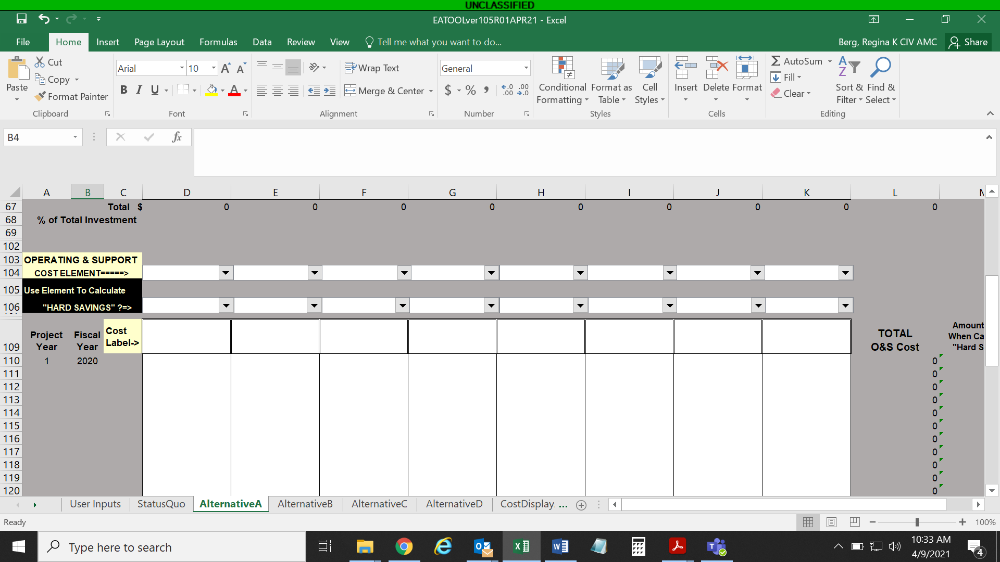 UNCLASSIFIED
EATOOLver105R01APR21 - Excel
File Home Insert Page Layout Formulas Data Review View Tell me what you want to do... Berg, Regina K CIV AMC Share
Paste Cut Copy Format Painter Clipboard
Arial 10 A A B I U A Font
Wrap Text Merge & Center Alignment
General $ % , Number
Conditional Formatting Format as Table Cell Styles Styles
Insert Delete Format Cells
AutoSum Fill Clear Sort & Filter Find & Select Editing
B4 fx
A B C D E F G H I J K L
67 Total $ 0 0 0 0 0 0 0 0 0
68 % of Total Investment
69
102
103 OPERATING & SUPPORT
104 COST ELEMENT=====>
105 Use Element To Calculate
106 "HARD SAVINGS" ?=>
109 Project Year Fiscal Year Cost Label-> TOTAL O&S Cost Amount When Ca "Hard S
110 1 2020 0
111 0
112 0
113 0
114 0
115 0
116 0
117 0
118 0
119 0
120 0
User Inputs StatusQuo AlternativeA AlternativeB AlternativeC AlternativeD CostDisplay ...
Ready 100%
Type here to search 10:33 AM
4/9/2021 4